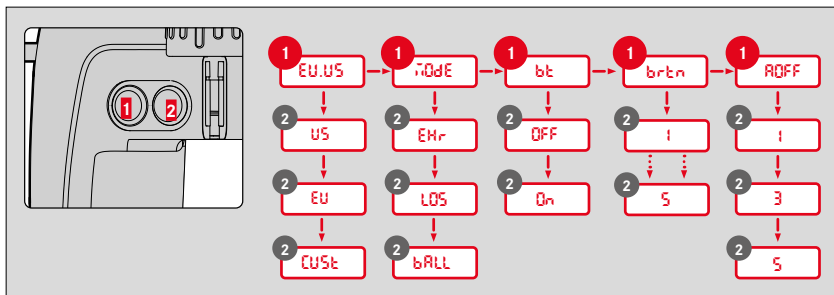 1 2
1 1 1 1 1
EU.US MOdE bt brtn AOFF
2 2 2 2 2
US EHr OFF 1 1
2 2 2 2 2
EU LOS On 5 3
2 2 2
CUSt bALL 5